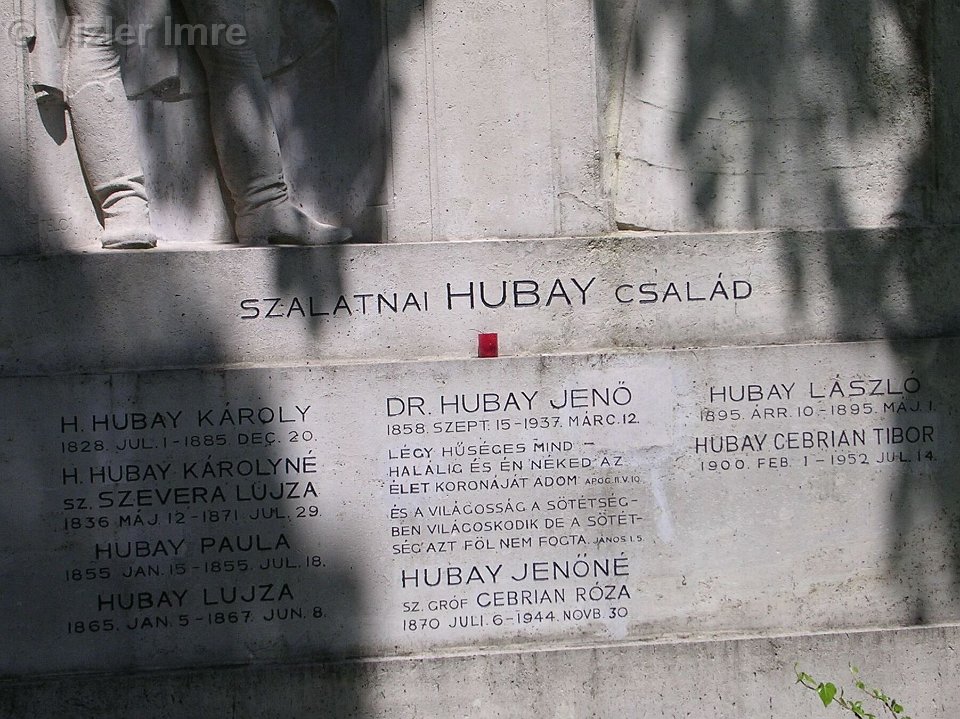 © Vizler Imre
SZALATNAI HUBAY CSALÁD
H. HUBAY KÁROLY
1828. JUL. 1-1885. DEC. 20.
H. HUBAY KÁROLYNÉ
SZ. SZEVERA LUJZA
1836 MÁJ. 12-1871. JUL. 29.
HUBAY PAULA
1855 JAN. 15-1855. JUL. 18.
HUBAY LUJZA
1865. JAN. 5-1867. JUN. 8.
DR. HUBAY JENŐ
1858. SZEPT. 15-1937. MÁRC. 12.
LÉGY HŰSÉGES MIND-
HALÁLIG ÉS ÉN NÉKED AZ
ÉLET KORONÁJÁT ADOM APOC. II. V. 10.
ÉS A VILÁGOSSÁG A SÖTÉTSÉG-
BEN VILÁGOSKODIK DE A SÖTÉT-
SÉG AZT FÖL NEM FOGTA. JÁNOS I. 5.
HUBAY JENŐNÉ
SZ. GRÓF CEBRIAN RÓZA
1870 JULI. 6-1944. NOVB. 30
HUBAY LÁSZLÓ
1895. ÁPR. 10-1895. MÁJ. 1.
HUBAY CEBRIAN TIBOR
1900. FEB. 1-1952 JUL. 14.